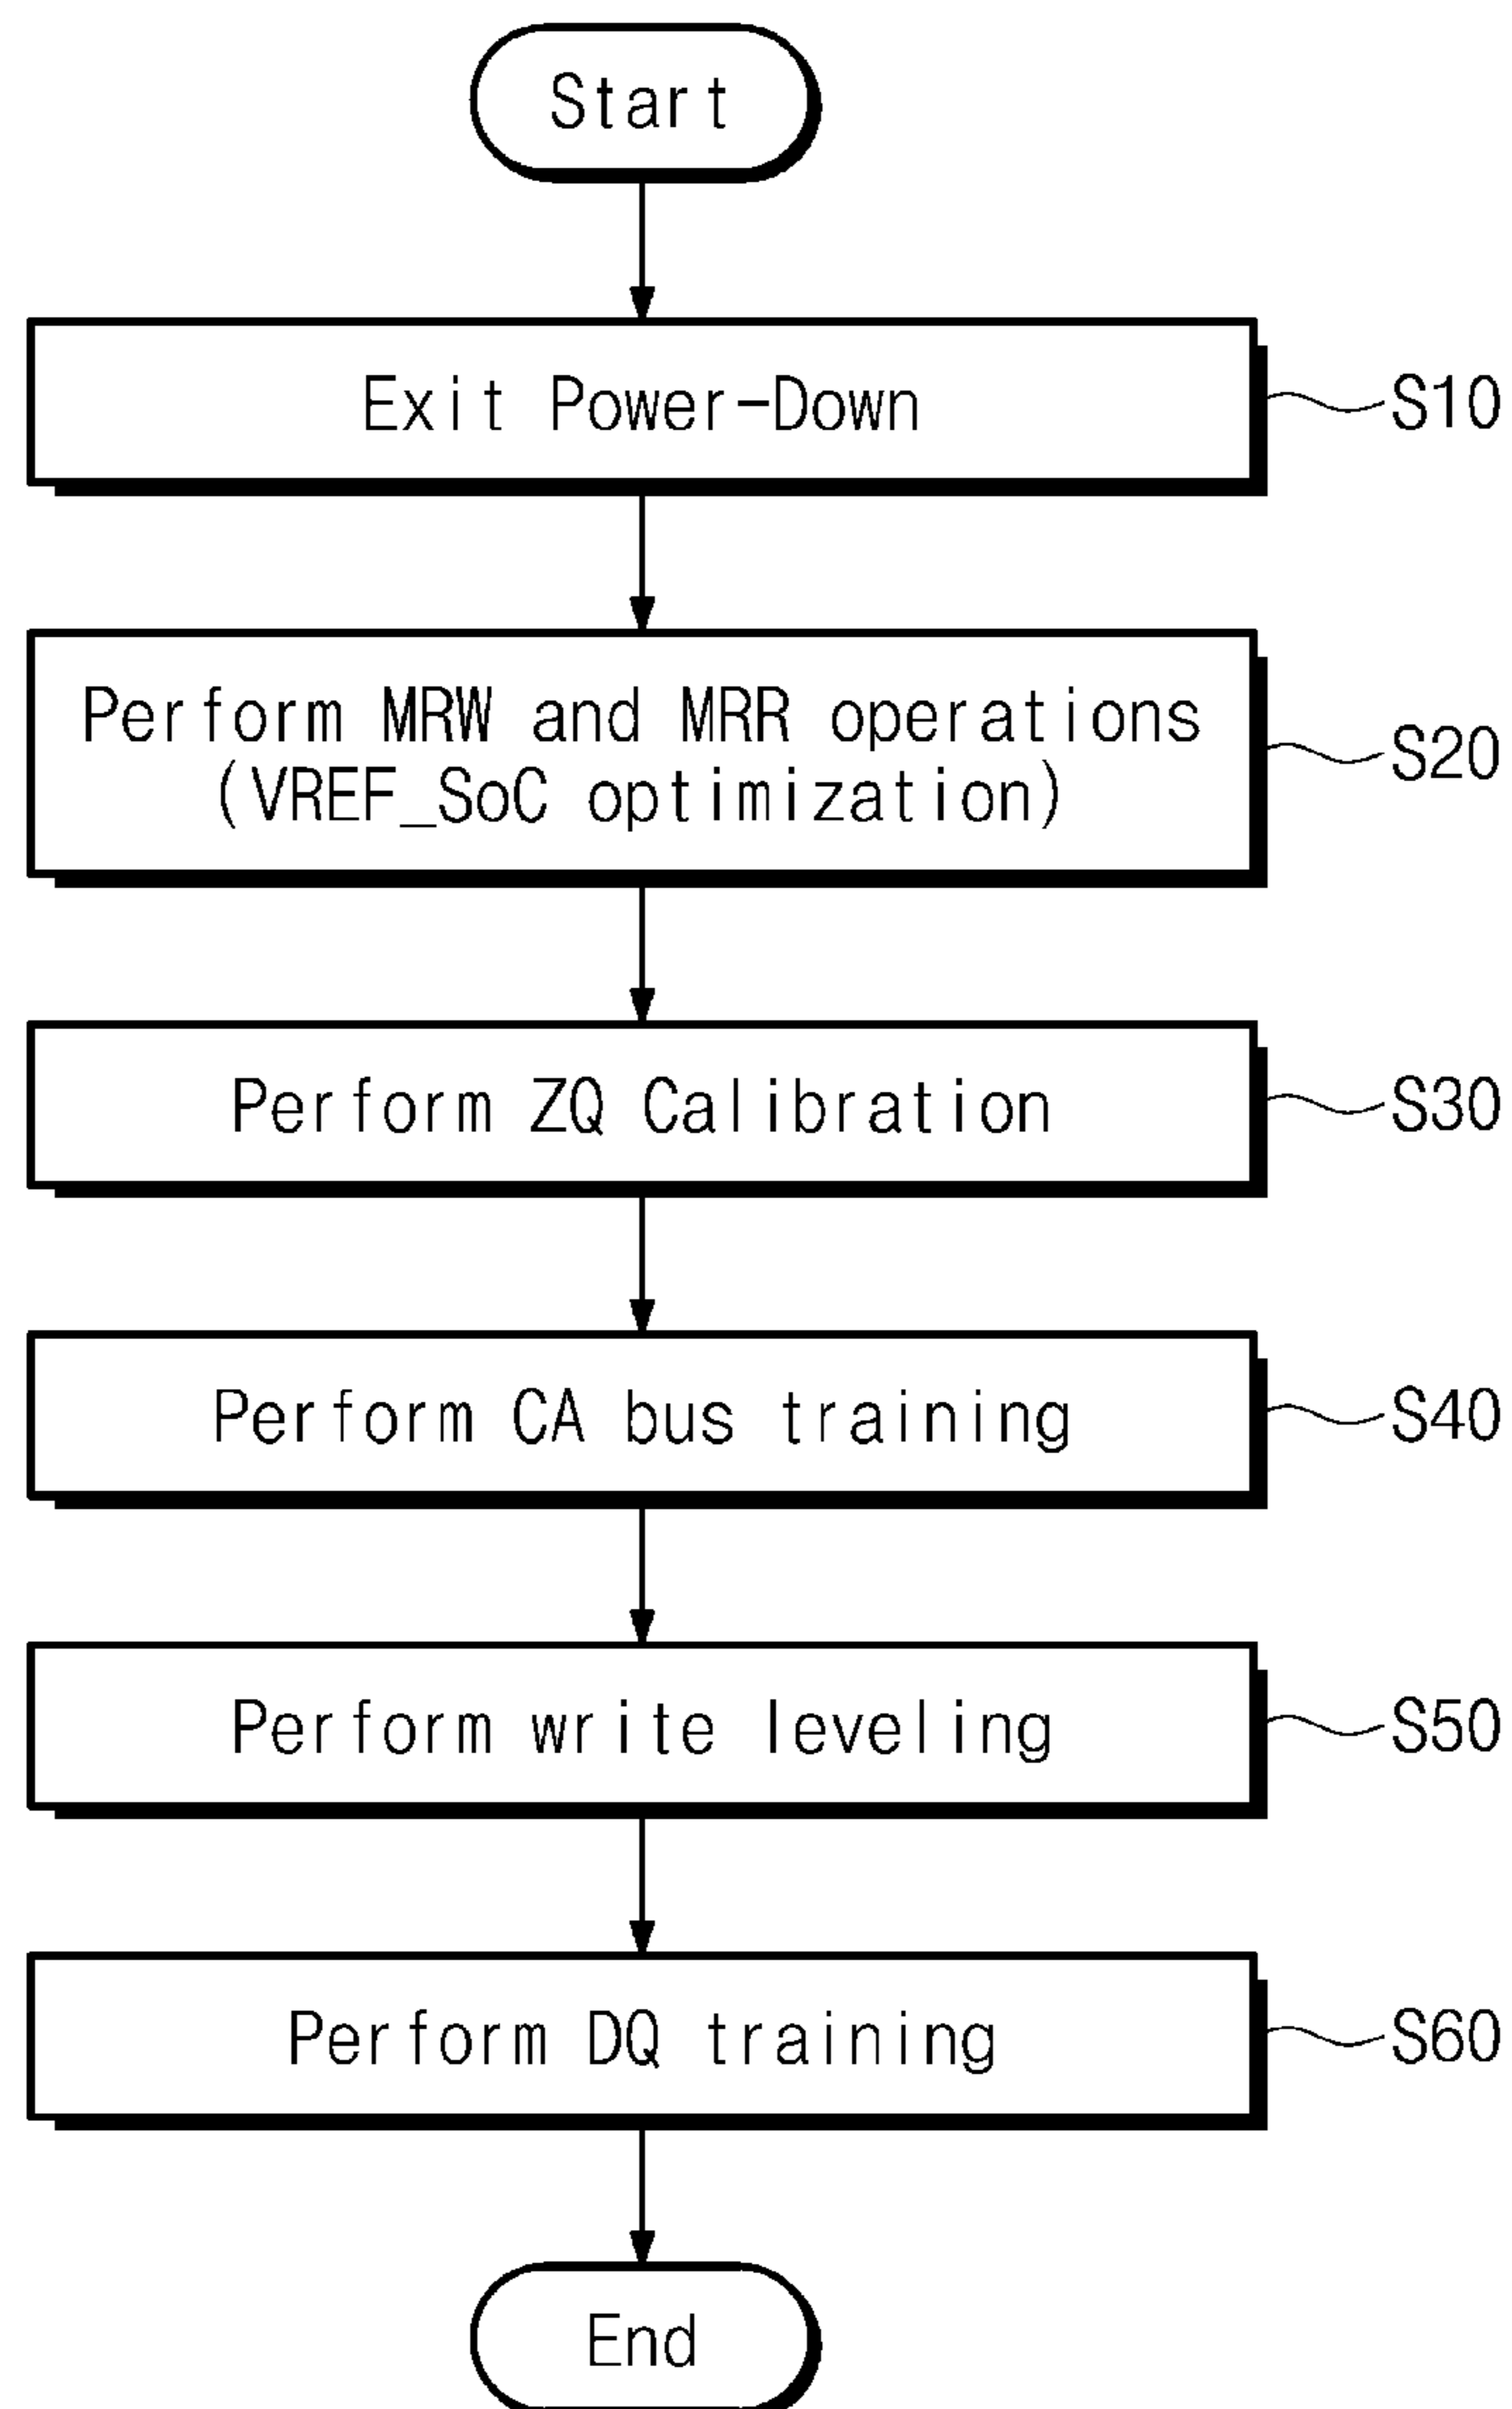 Start
Exit Power-Down
S10
Perform MRW and MRR operations
(VREF_SoC optimization)
S20
Perform ZQ Calibration
S30
Perform CA bus training
S40
Perform write leveling
S50
Perform DQ training
S60
End